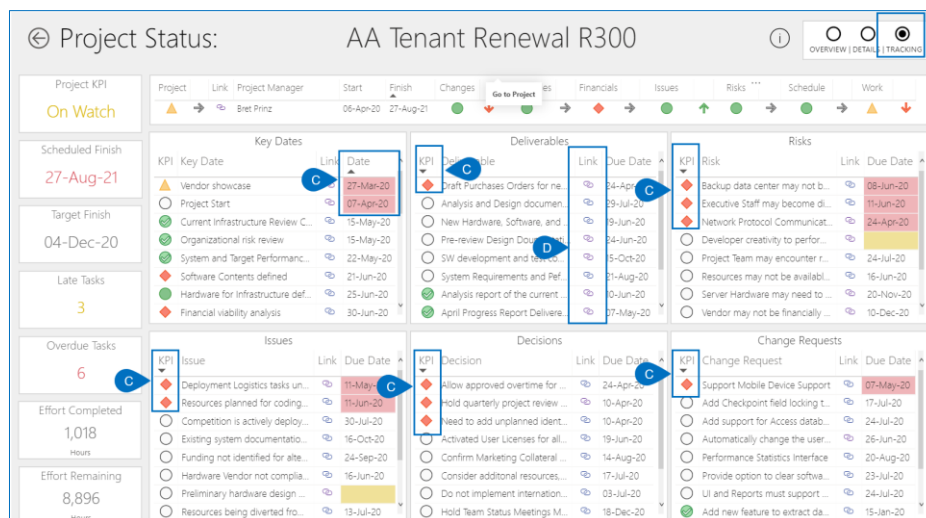 Project Status: AA Tenant Renewal R300
OVERVIEW | DETAILS | TRACKING
Project KPI
On Watch
Scheduled Finish
27-Aug-21
Target Finish
04-Dec-20
Late Tasks
3
Overdue Tasks
6
Effort Completed
1,018
Hours
Effort Remaining
8,896
Hours
Project Link Project Manager Start Finish Changes Financials Issues Risks Schedule Work
Go to Project
Bret Prinz 06-Apr-20 27-Aug-21
Key Dates
KPI Key Date Link Date
C
Vendor showcase 27-Mar-20
Project Start 07-Apr-20
Current Infrastructure Review C... 15-May-20
Organizational risk review 15-May-20
System and Target Performanc... 22-May-20
Software Contents defined 21-Jun-20
Hardware for Infrastructure def... 25-Jun-20
Financial viability analysis 30-Jun-20
Deliverables
KPI Deliverable Link Due Date
C
D
Draft Purchases Orders for ne... 24-Apr-20
Analysis and Design documen... 29-Jul-20
New Hardware, Software, and 19-Jun-20
Pre-review Design 24-Jun-20
SW development and test 15-Oct-20
System Requirements and Pef... 21-Aug-20
Analysis report of the current 30-Jun-20
April Progress Report Delivere... 07-May-20
Risks
KPI Risk Link Due Date
C
Backup data center may not b... 08-Jun-20
Executive Staff may become di... 11-Jun-20
Network Protocol Communicat... 24-Apr-20
Developer creativity to perfor...
Project Team may encounter r... 24-Jul-20
Resources may not be availabl... 16-Jun-20
Server Hardware may need to ... 20-Nov-20
Vendor may not be financially ... 10-Dec-20
Issues
KPI Issue Link Due Date
C
Deployment Logistics tasks un... 11-May-
Resources planned for coding... 11-Jun-20
Competition is actively deploy... 30-Jul-20
Existing system documentatio... 16-Oct-20
Funding not identified for alte... 24-Sep-20
Hardware Vendor not complia... 16-Jun-20
Preliminary hardware design ...
Resources being diverted fro... 13-Jul-20
Decisions
KPI Decision Link Due Date
C
Allow approved overtime for ... 24-Apr-20
Hold quarterly project review ... 10-Apr-20
Need to add unplanned ident... 10-Apr-20
Activated User Licenses for all... 19-Jun-20
Confirm Marketing Collateral ... 14-Aug-20
Consider additonal resources,... 17-Jul-20
Do not implement internation... 03-Jul-20
Hold Team Status Meetings M... 18-Dec-20
Change Requests
KPI Change Request Link Due Date
C
Support Mobile Device Support 07-May-20
Add Checkpoint field locking t... 17-Jul-20
Add support for Access datab... 24-Jul-20
Automatically change the user... 26-Jun-20
Performance Statistics Interface 20-Aug-20
Provide option to clear softwa... 23-Jul-20
UI and Reports must support ... 24-Jul-20
Add new feature to extract da... 15-Jan-20